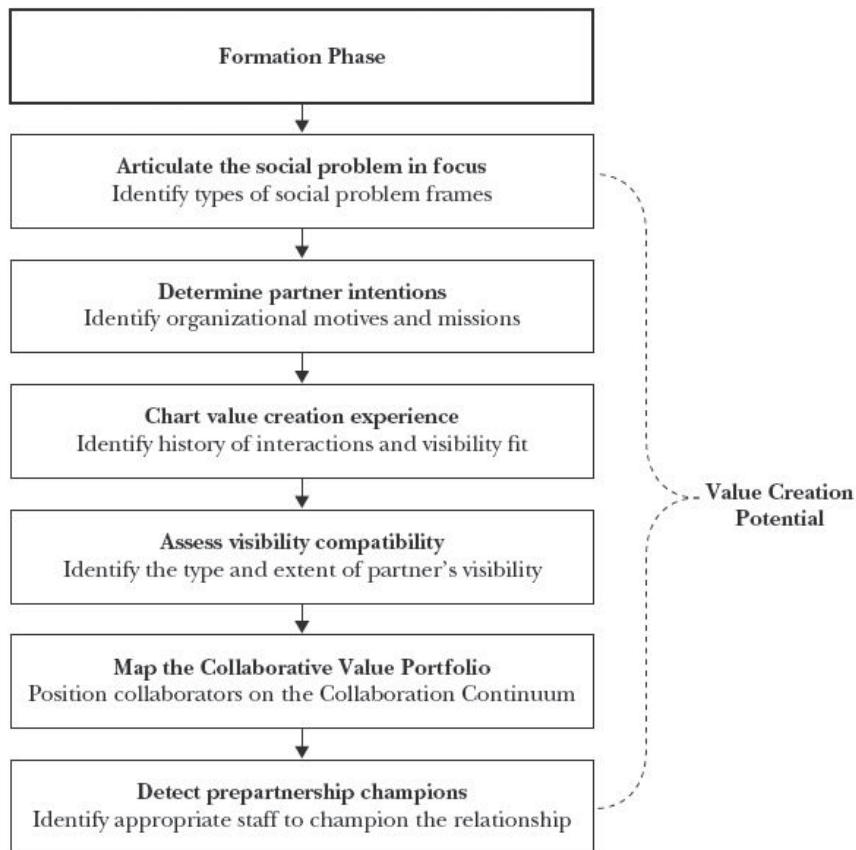 Formation Phase
Articulate the social problem in focus
Identify types of social problem frames
Determine partner intentions
Identify organizational motives and missions
Chart value creation experience
Identify history of interactions and visibility fit
Assess visibility compatibility
Identify the type and extent of partner’s visibility
Map the Collaborative Value Portfolio
Position collaborators on the Collaboration Continuum
Detect prepartnership champions
Identify appropriate staff to champion the relationship
Value Creation
Potential